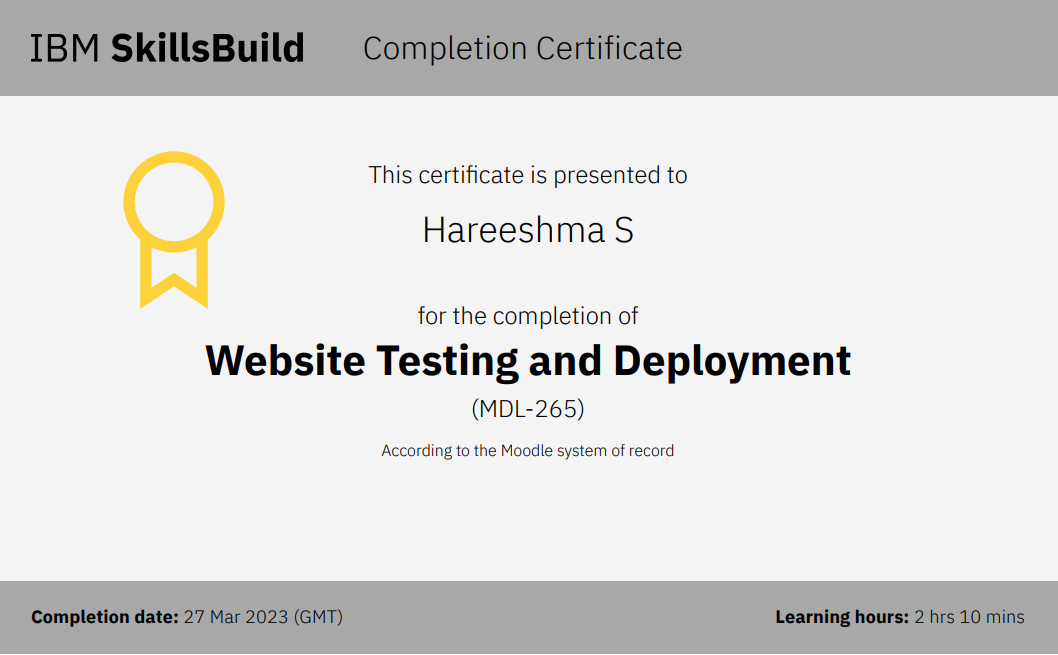 IBM SkillsBuild Completion Certificate
This certificate is presented to
Hareeshma S
for the completion of
Website Testing and Deployment
(MDL-265)
According to the Moodle system of record
Completion date: 27 Mar 2023 (GMT)
Learning hours: 2 hrs 10 mins